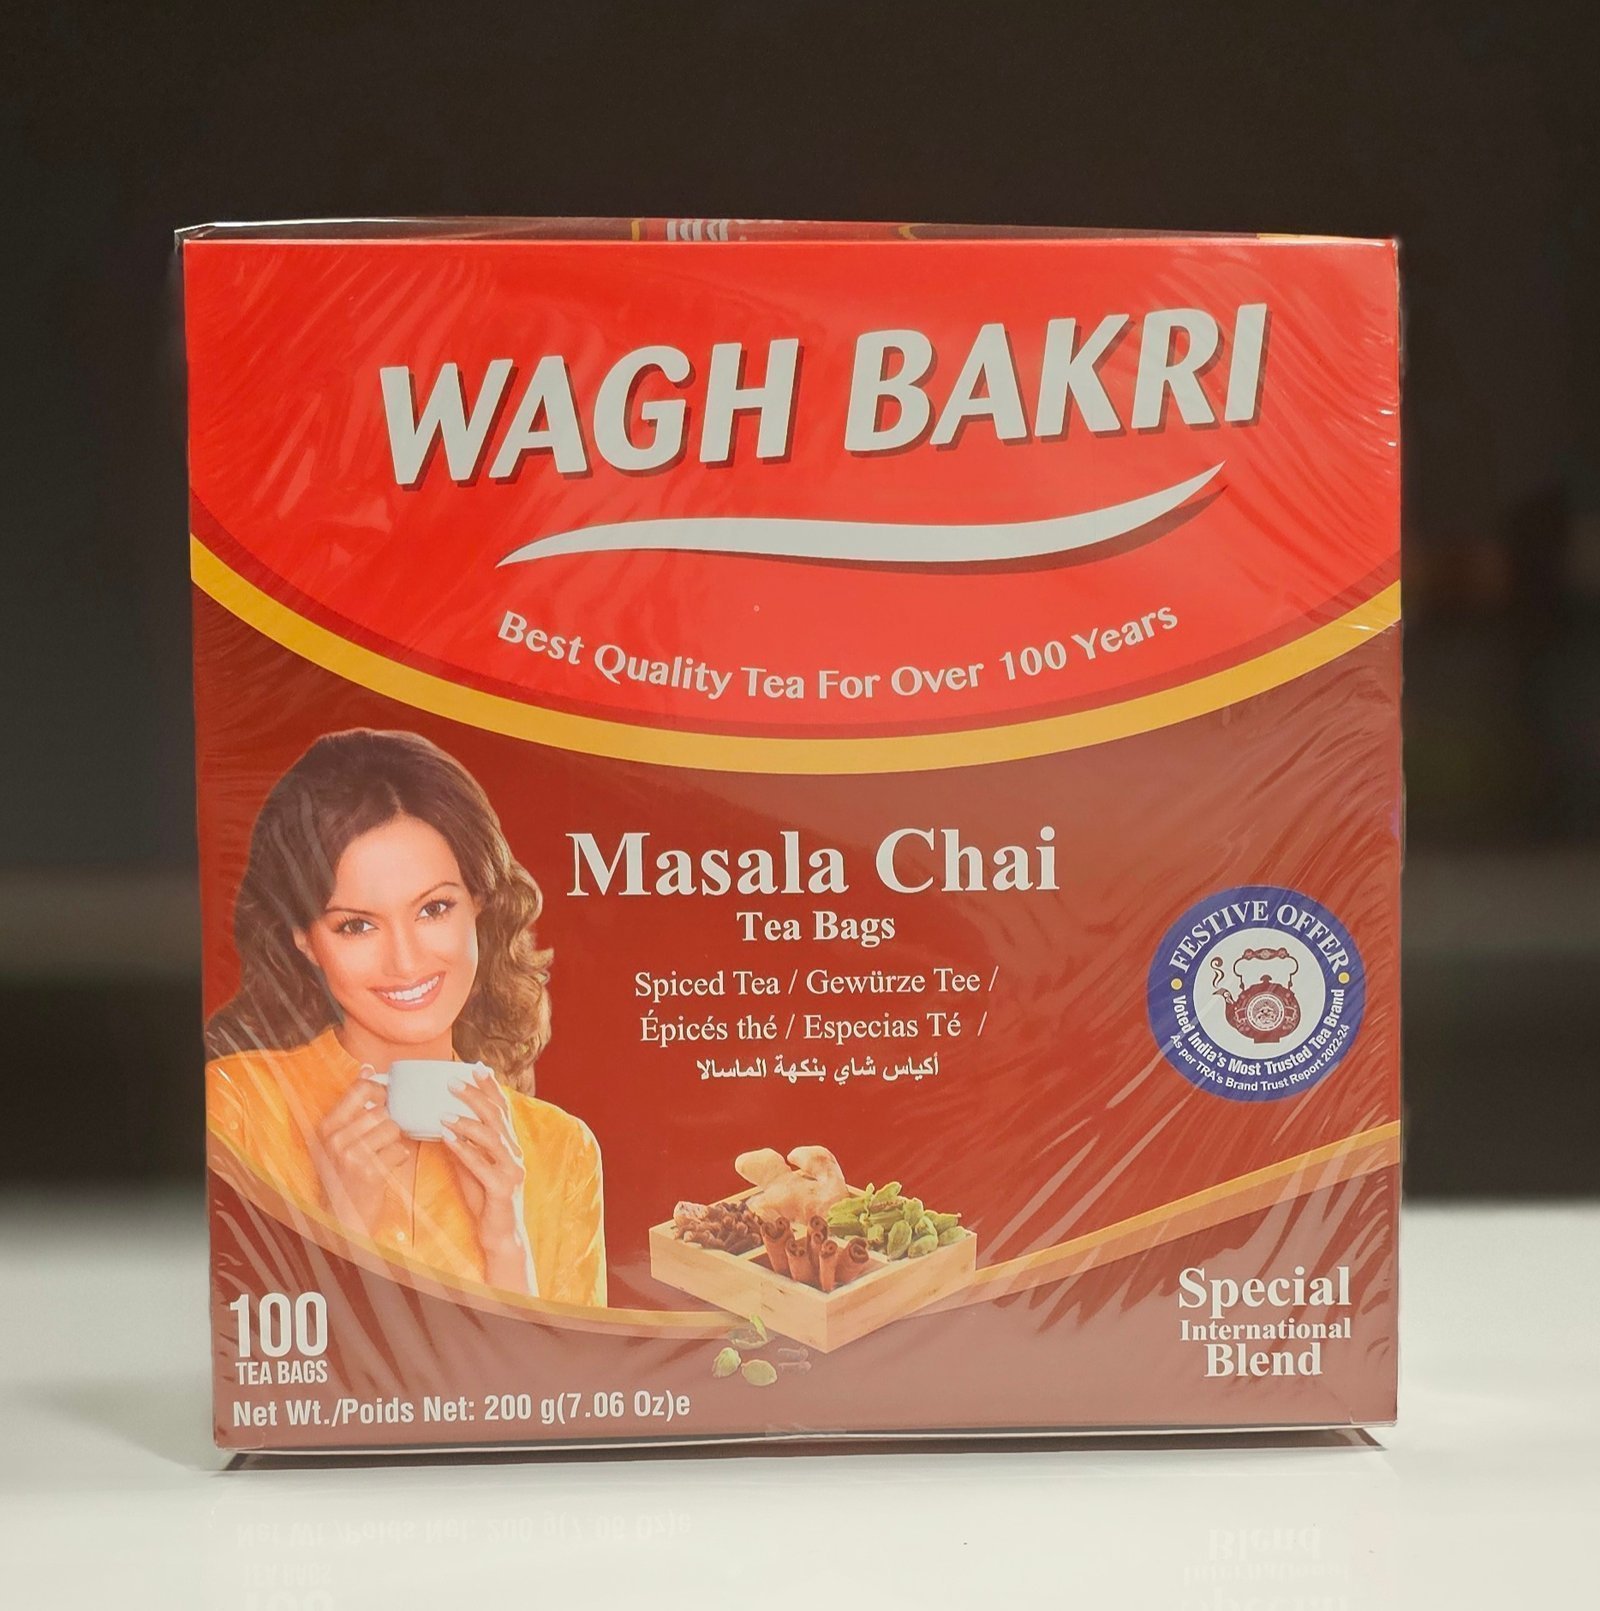 WAGH BAKRI
Best Quality Tea For Over 100 Years
Masala Chai
Tea Bags
Spiced Tea / Gewürze Tee /
Épicés thé / Especias Té /
أكياس شاي بنكهة الماسالا
FESTIVE OFFER
Voted India's Most Trusted Tea Brand
As per TRA's Brand Trust Report 2022-24
100
TEA BAGS
Net Wt./Poids Net: 200 g(7.06 Oz)e
Special
International
Blend